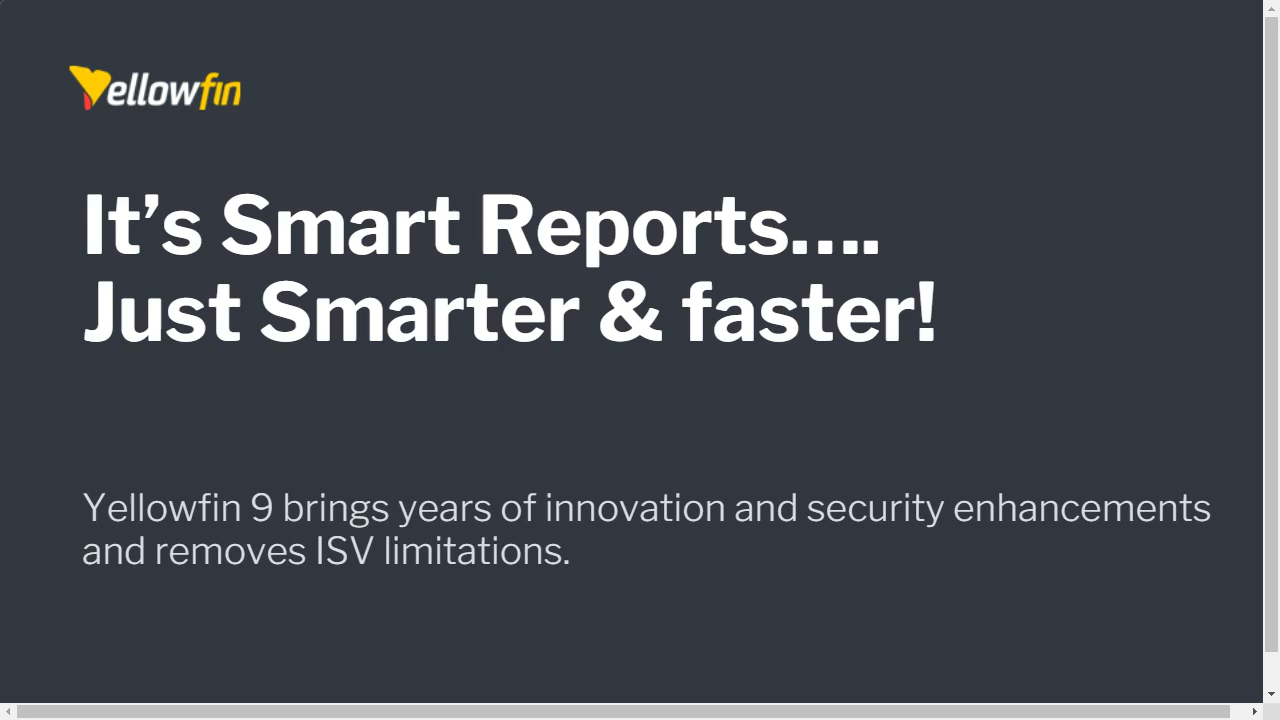 Yellowfin
It’s Smart Reports….
Just Smarter & faster!
Yellowfin 9 brings years of innovation and security enhancements
and removes ISV limitations.